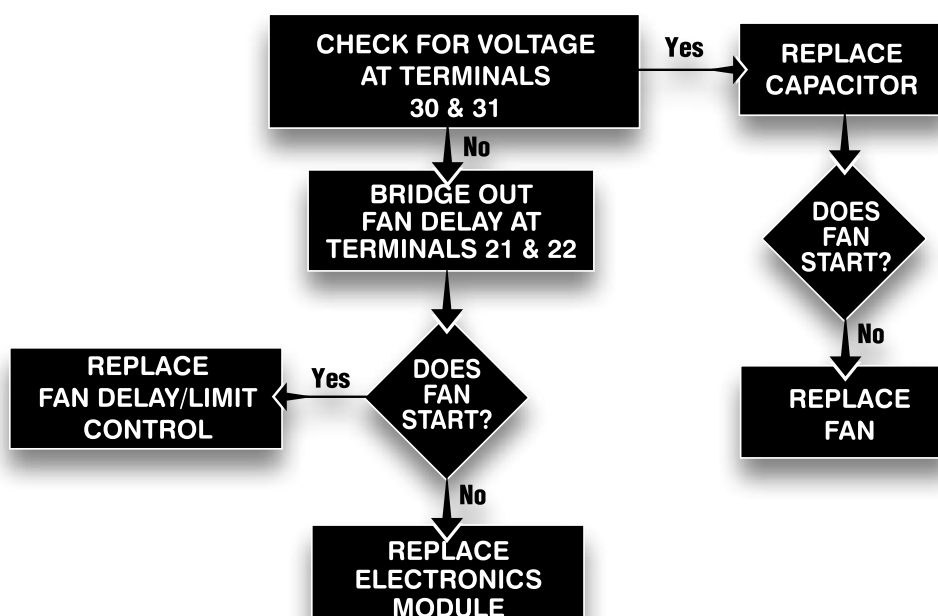 CHECK FOR VOLTAGE
AT TERMINALS
30 & 31
Yes
REPLACE
CAPACITOR
No
BRIDGE OUT
FAN DELAY AT
TERMINALS 21 & 22
DOES
FAN
START?
No
REPLACE
FAN
DOES
FAN
START?
Yes
REPLACE
FAN DELAY/LIMIT
CONTROL
No
REPLACE
ELECTRONICS
MODULE